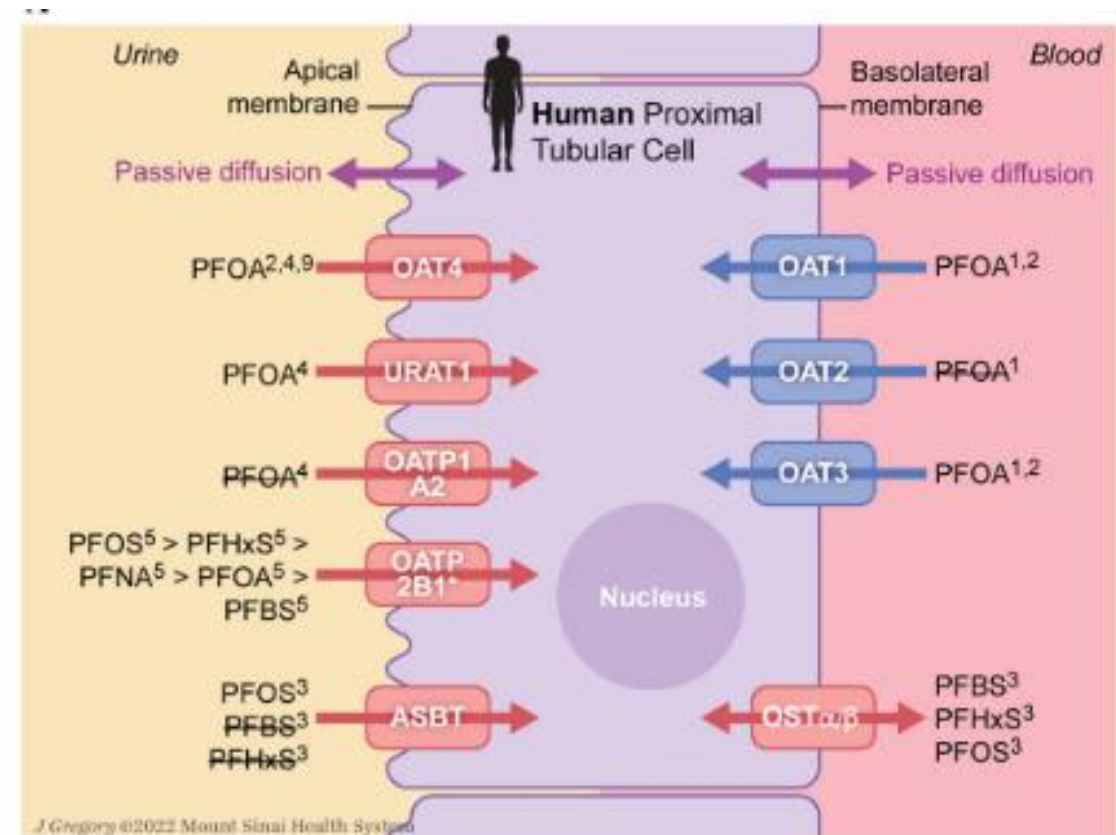 Urine
Blood
Apical
membrane
Basolateral
membrane
Human Proximal
Tubular Cell
Passive diffusion
Passive diffusion
PFOA2,4,9
OAT4
OAT1
PFOA1,2
PFOA4
URAT1
OAT2
PFOA1
PFOA4
OATP1
A2
OAT3
PFOA1,2
PFOS5 > PFHxS5 >
PFNA5 > PFOA5 >
PFBS5
OATP
2B1*
Nucleus
PFOS3
PFBS3
PFHxS3
ASBT
OSTα/β
PFBS3
PFHxS3
PFOS3
J Gregory ©2022 Mount Sinai Health System